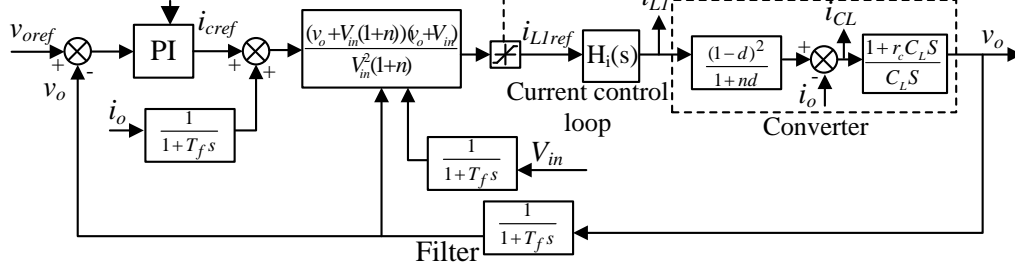 v_oref
+
-
v_o
PI
i_cref
+
+
(v_o+V_in(1+n))(v_o+V_in)
V_in^2(1+n)
i_L1ref
H_i(s)
i_L1
Current control
loop
(1-d)^2
1+nd
+
-
i_o
i_CL
1+r_cC_LS
C_LS
v_o
Converter
i_o
1
1+T_fs
1
1+T_fs
V_in
1
1+T_fs
Filter